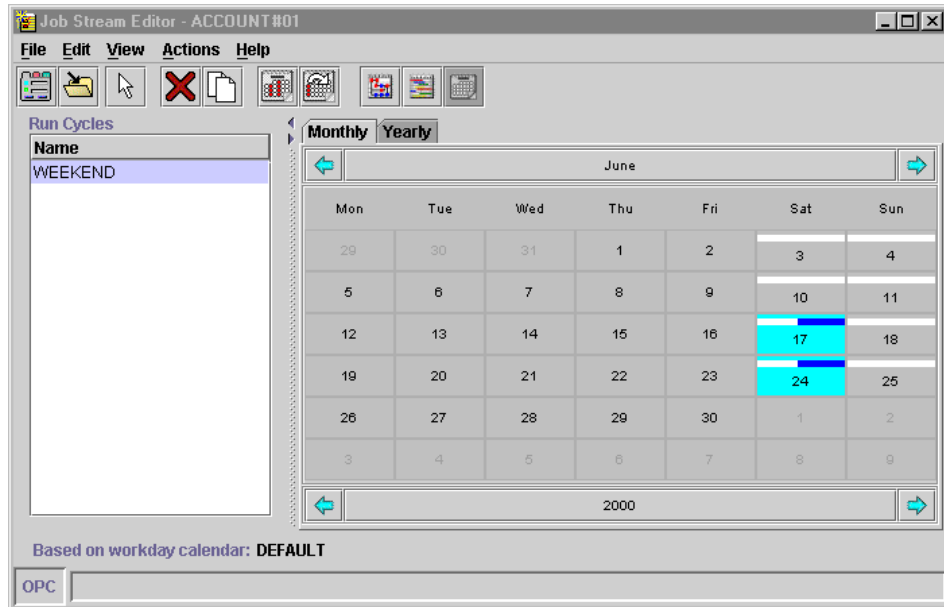 Job Stream Editor - ACCOUNT#01
File Edit View Actions Help
Run Cycles
Name
WEEKEND
Monthly Yearly
June
Mon Tue Wed Thu Fri Sat Sun
29 30 31 1 2 3 4
5 6 7 8 9 10 11
12 13 14 15 16 17 18
19 20 21 22 23 24 25
26 27 28 29 30 1 2
3 4 5 6 7 8 9
2000
Based on workday calendar: DEFAULT
OPC